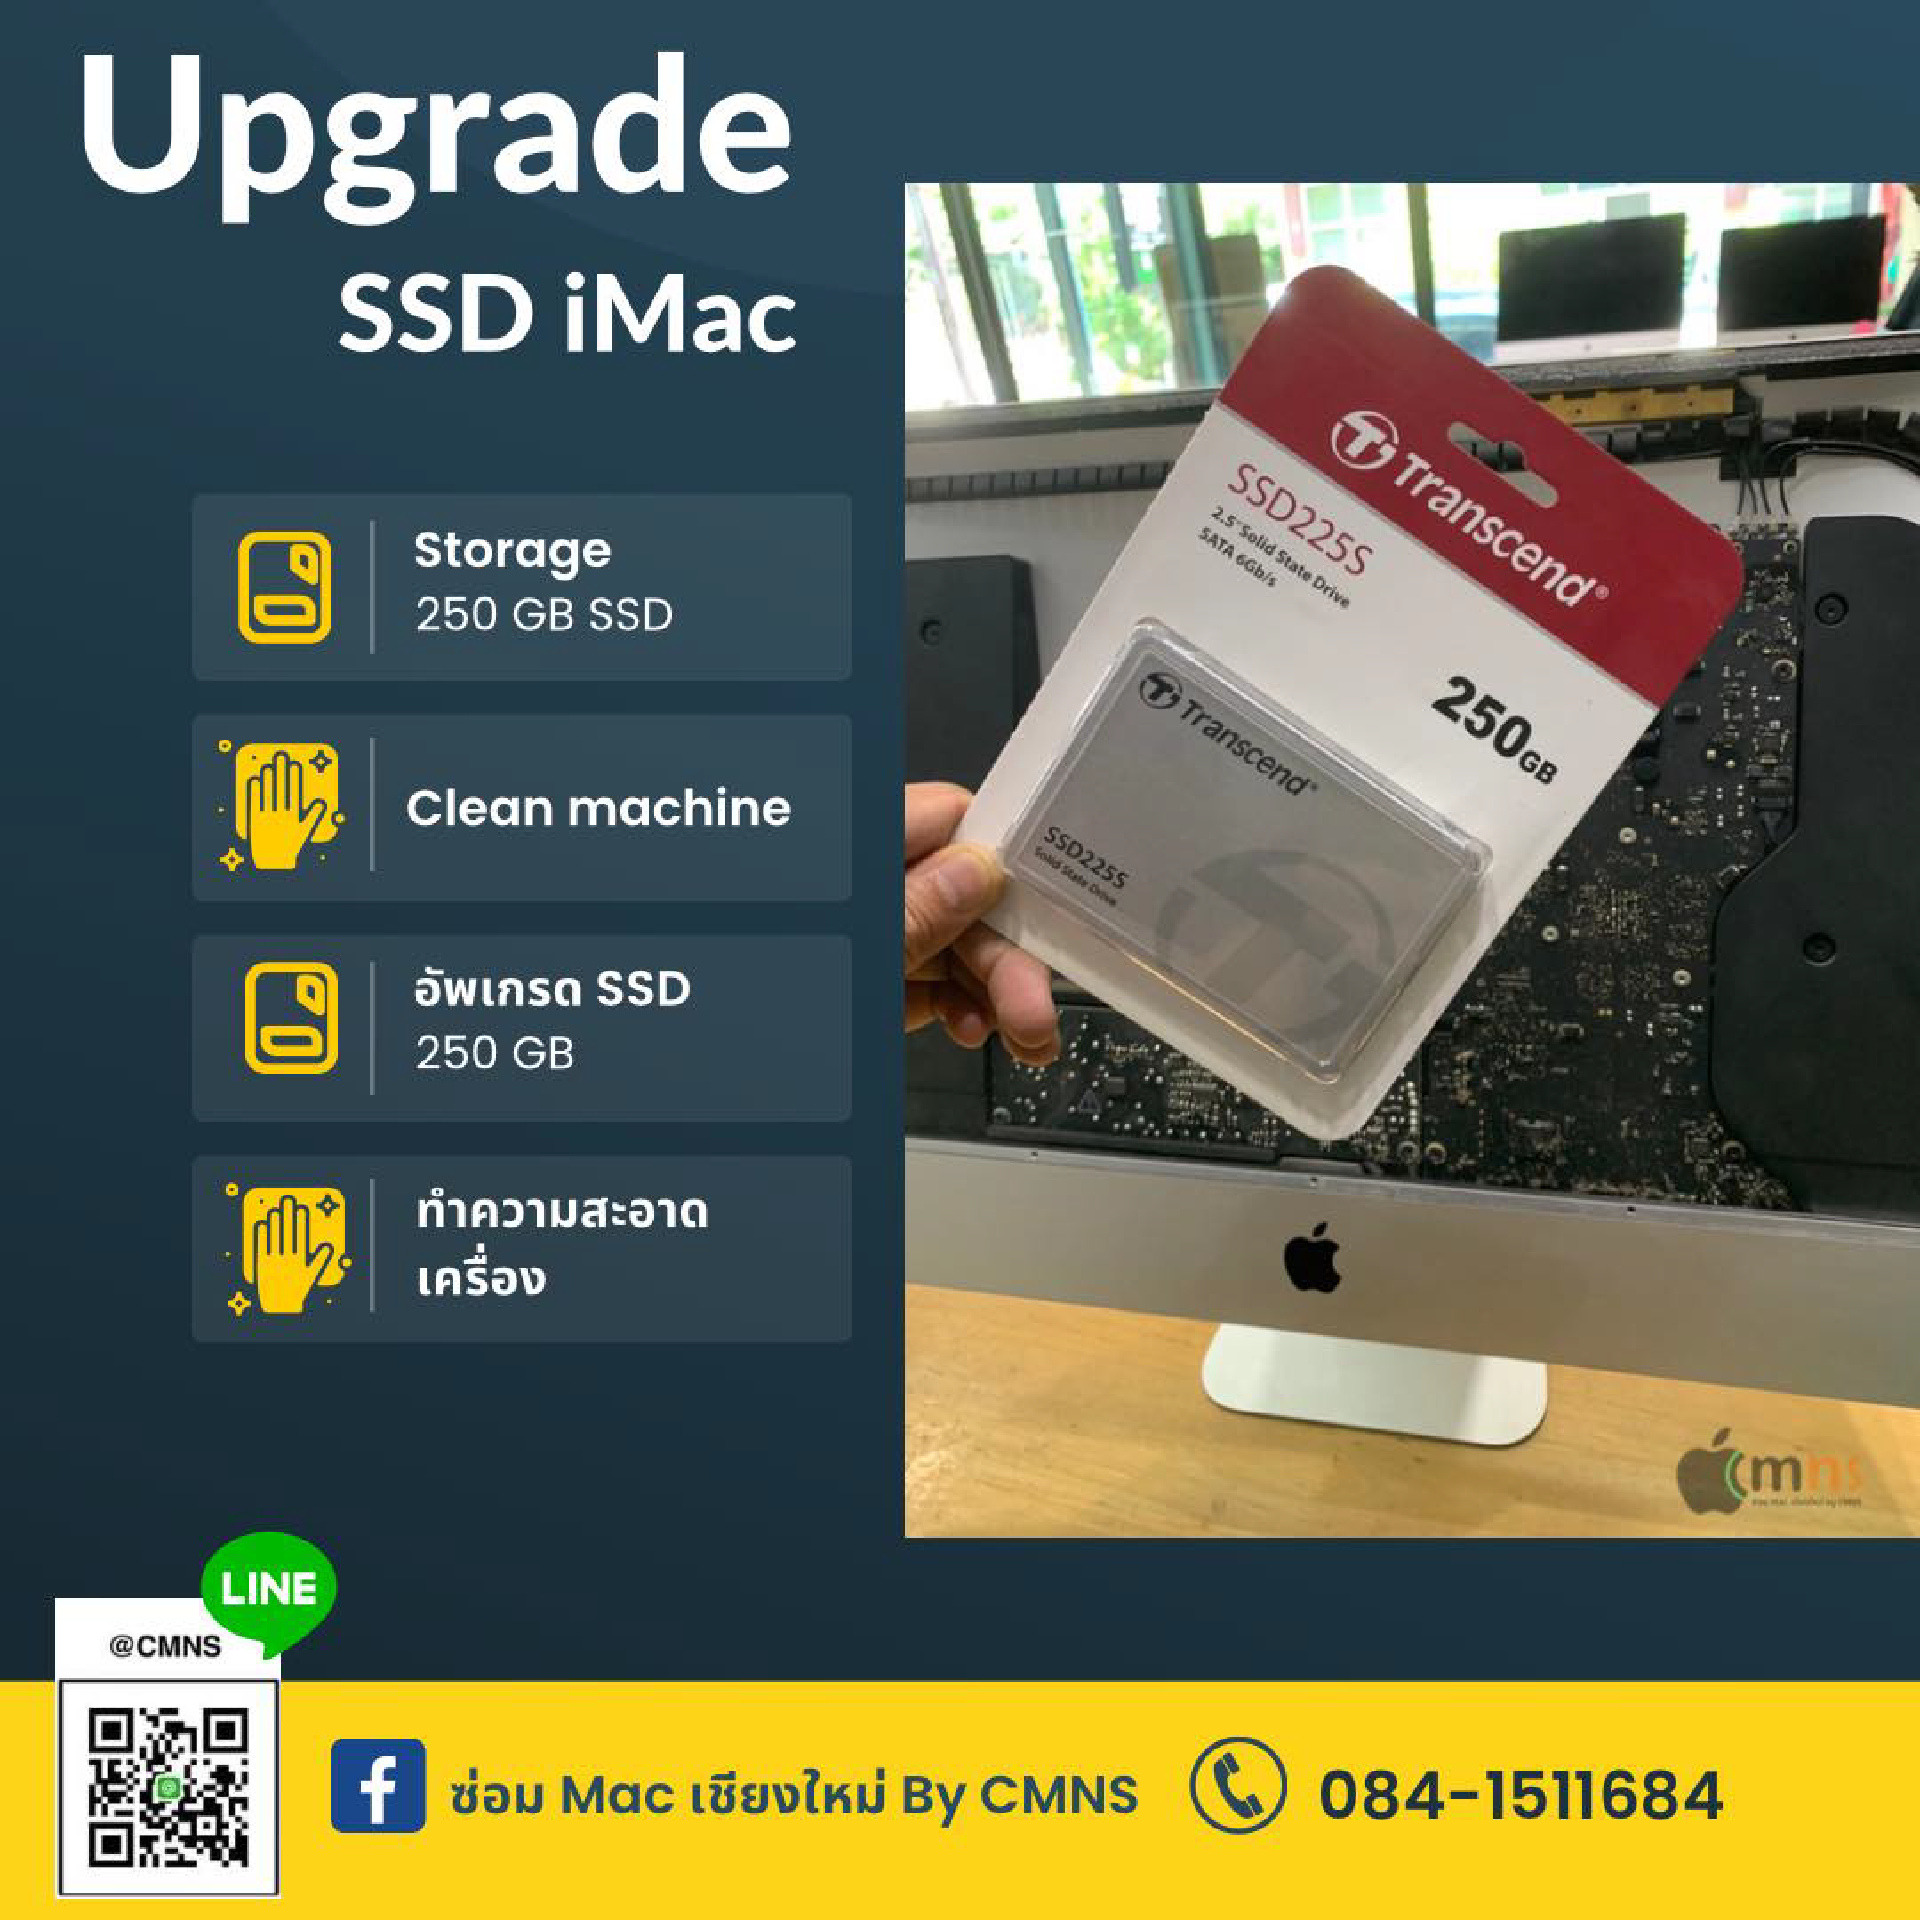 Upgrade
SSD iMac
Storage
250 GB SSD
Clean machine
อัพเกรด SSD
250 GB
ทำความสะอาด
เครื่อง
Transcend®
SSD225S
2.5" Solid State Drive
SATA 6Gb/s
250GB
Transcend®
SSD225S
Solid State Drive
cmns
LINE
@CMNS
ซ่อม Mac เชียงใหม่ By CMNS
084-1511684